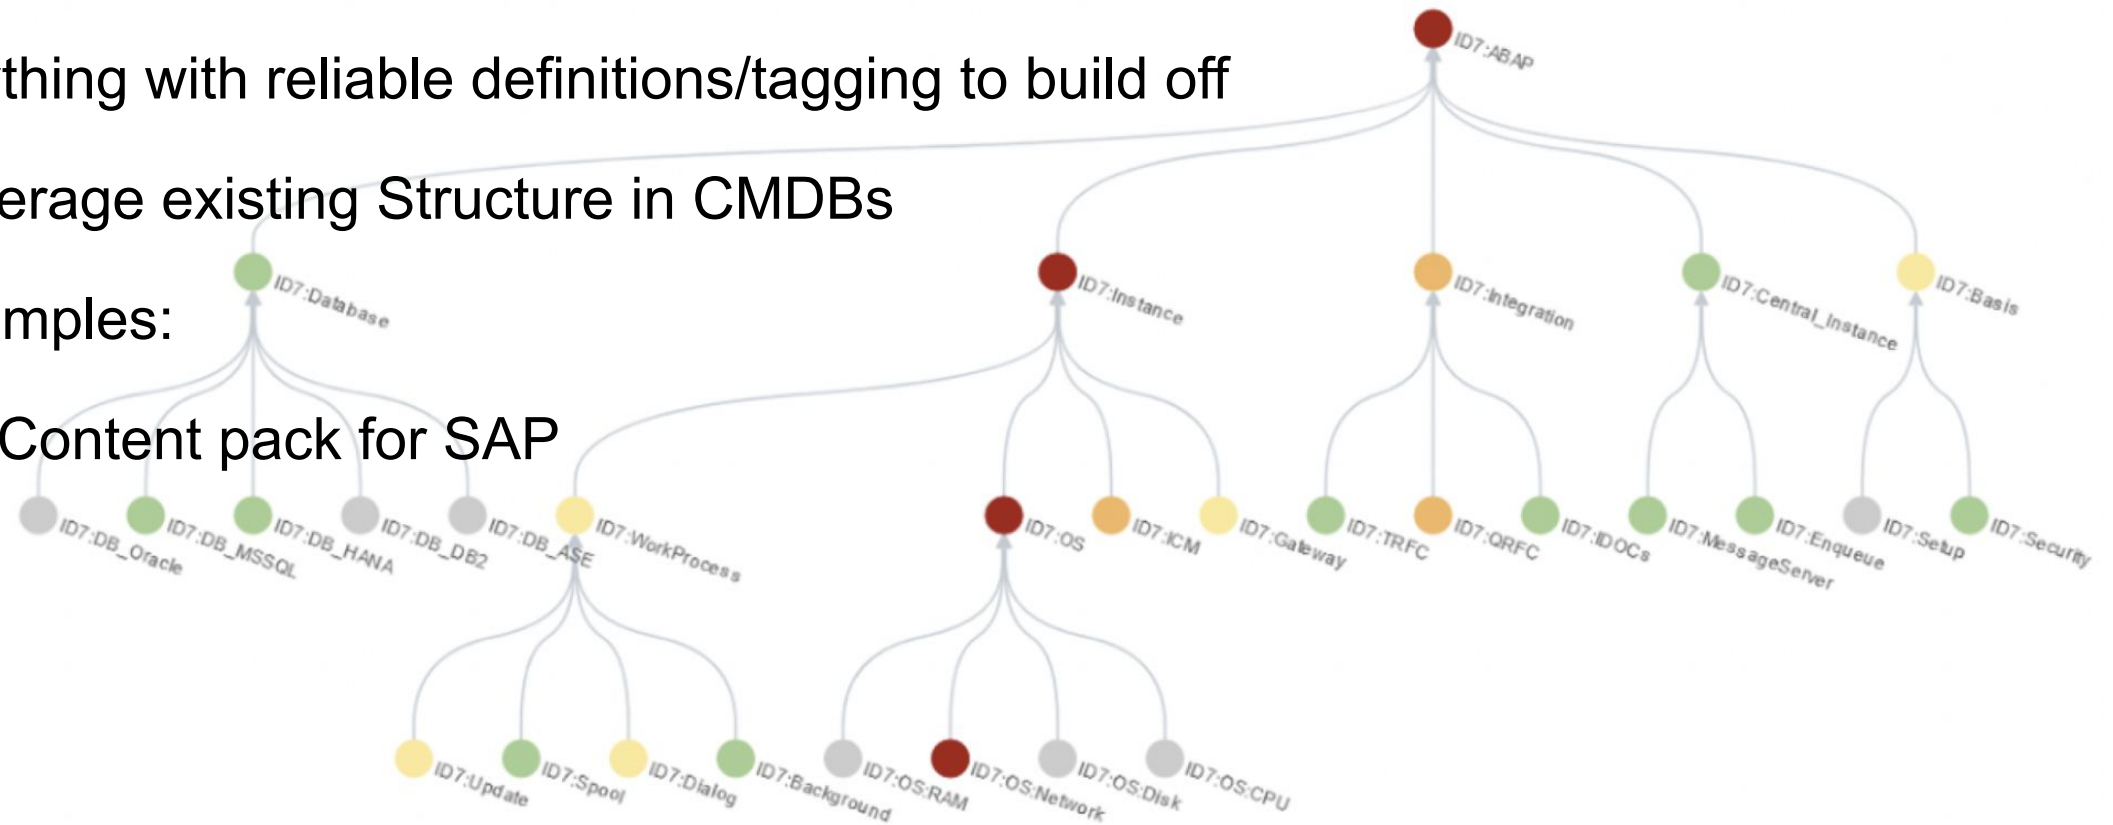 ID7:ABAP
thing with reliable definitions/tagging to build off
erage existing Structure in CMDBs
ID7:Database
ID7:Instance
ID7:Integration
ID7:Central_Instance
ID7:Basis
mples:
Content pack for SAP
ID7:DB_Oracle
ID7:DB_MSSQL
ID7:DB_HANA
ID7:DB_DB2
ID7:DB_ASE
ID7:WorkProcess
ID7:OS
ID7:ICM
ID7:Gateway
ID7:TRFC
ID7:QRFC
ID7:IDOCs
ID7:MessageServer
ID7:Enqueue
ID7:Setup
ID7:Security
ID7:Update
ID7:Spool
ID7:Dialog
ID7:Background
ID7:OS:RAM
ID7:OS:Network
ID7:OS:Disk
ID7:OS:CPU